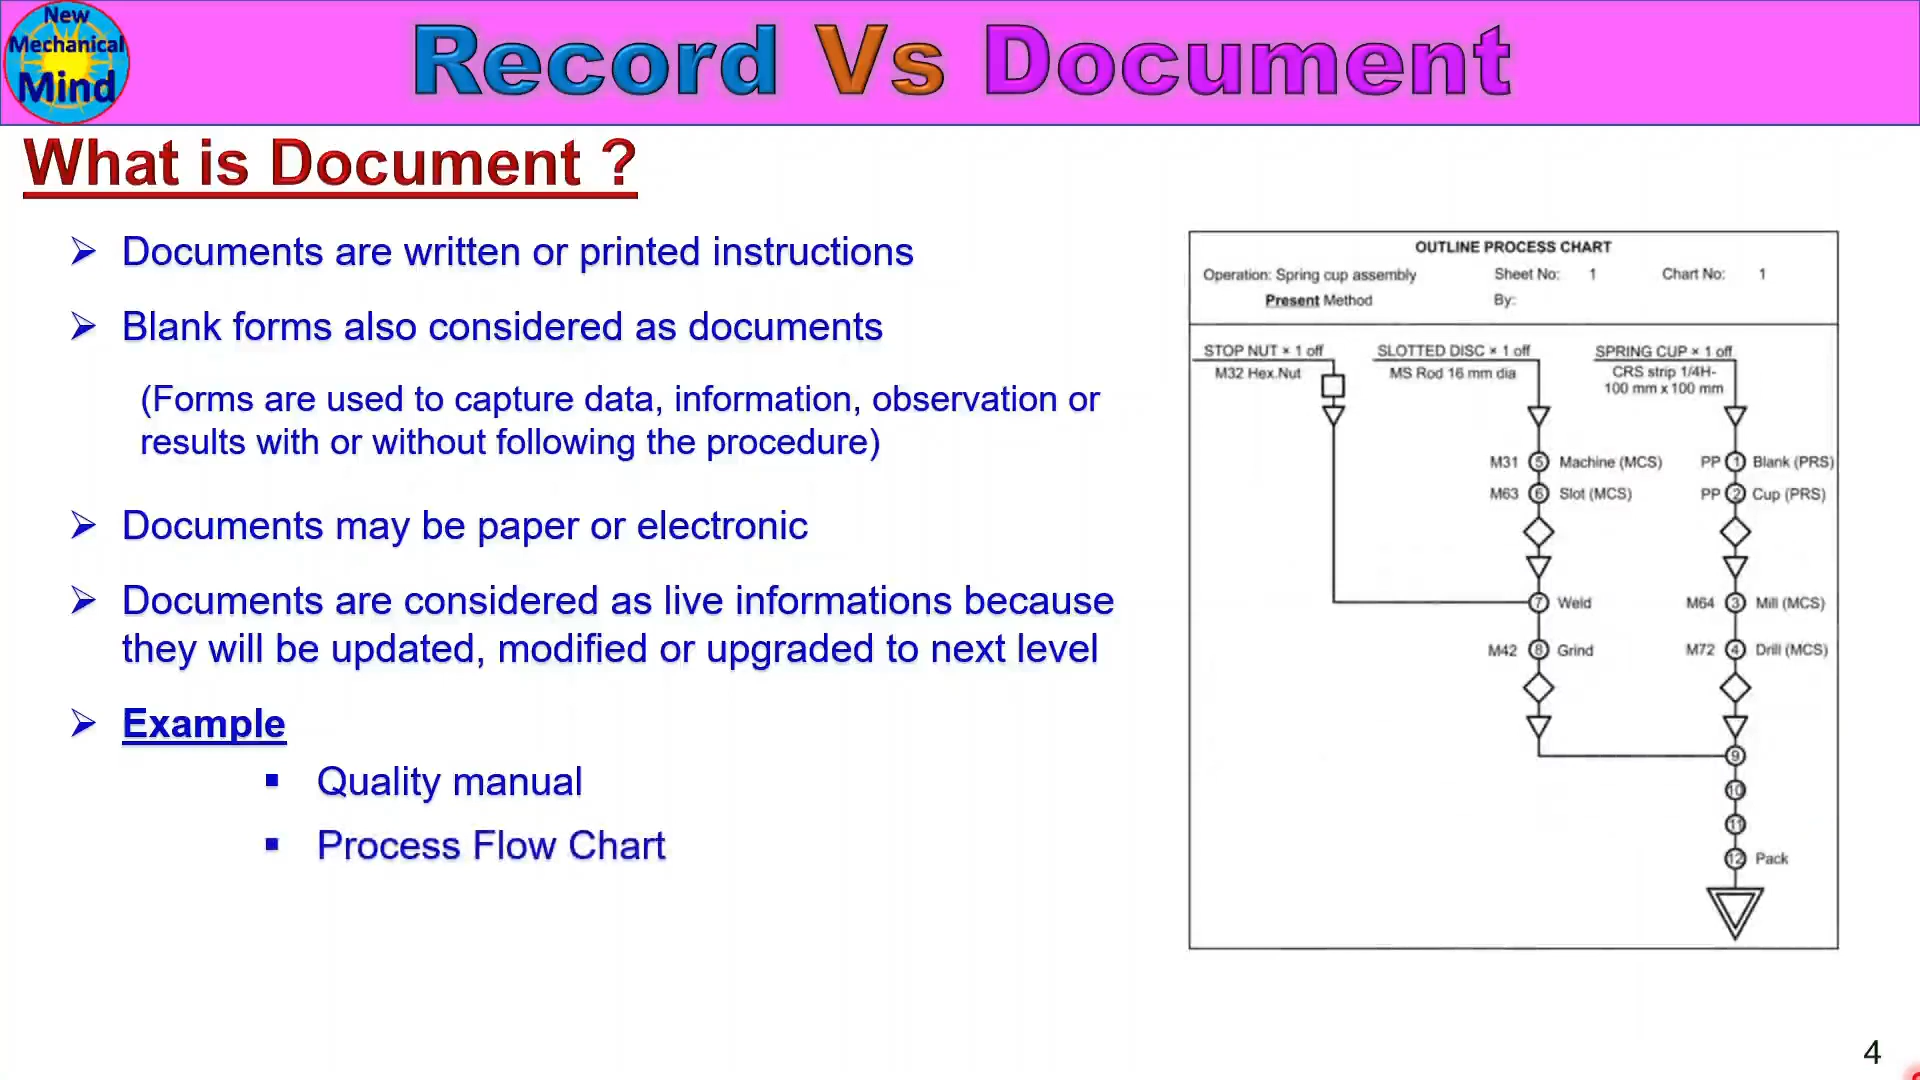 New
Mechanical
Mind
Record Vs Document
What is Document ?
Documents are written or printed instructions
Blank forms also considered as documents
(Forms are used to capture data, information, observation or
results with or without following the procedure)
Documents may be paper or electronic
Documents are considered as live informations because
they will be updated, modified or upgraded to next level
Example
Quality manual
Process Flow Chart
OUTLINE PROCESS CHART
Operation: Spring cup assembly Sheet No: 1 Chart No: 1
Present Method By:
STOP NUT × 1 off SLOTTED DISC × 1 off SPRING CUP × 1 off
M32 Hex.Nut MS Rod 16 mm dia CRS strip 1/4H-
100 mm x 100 mm
M31 5 Machine (MCS) PP 1 Blank (PRS)
M63 6 Slot (MCS) PP 2 Cup (PRS)
7 Weld M64 3 Mill (MCS)
M42 8 Grind M72 4 Drill (MCS)
9
10
11
12 Pack
4